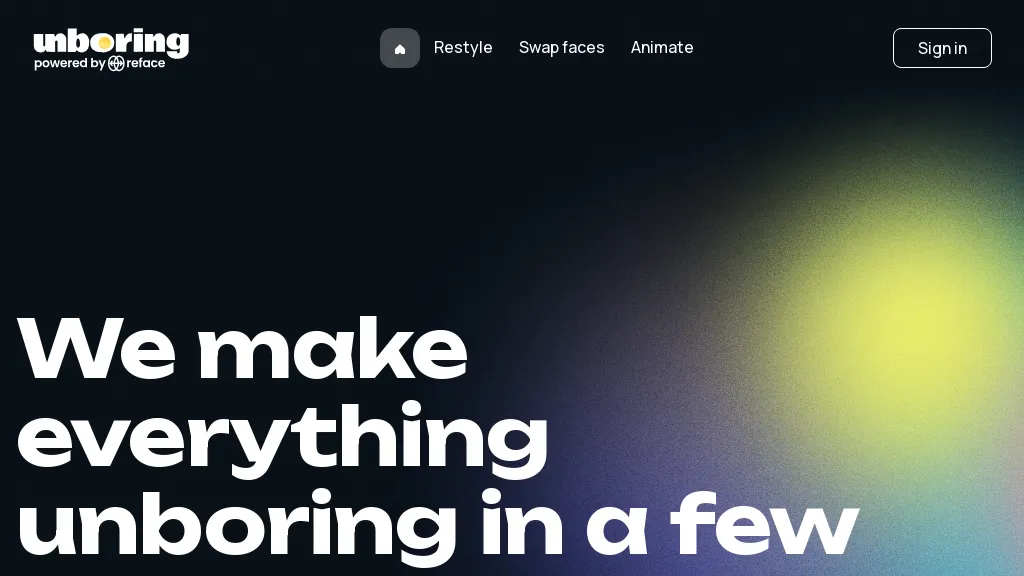 unboring
powered by reface
Restyle
Swap faces
Animate
Sign in
We make
everything
unboring in a few